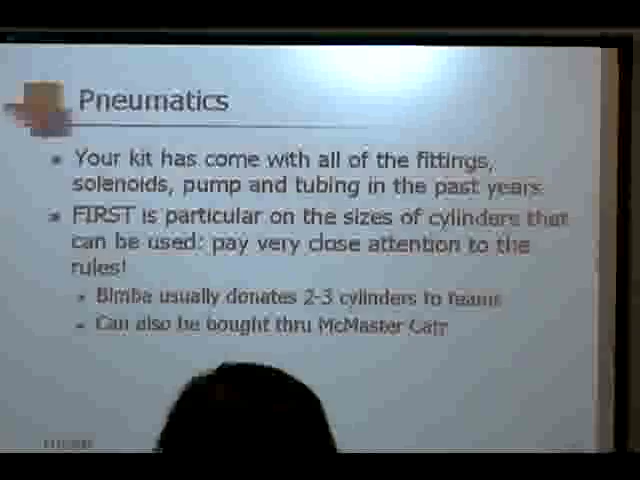 Pneumatics
Your kit has come with all of the fittings,
solenoids, pump and tubing in the past years.
FIRST is particular on the sizes of cylinders that
can be used: pay very close attention to the
rules!
Bimba usually donates 2-3 cylinders to teams
Can also be bought thru McMaster Carr